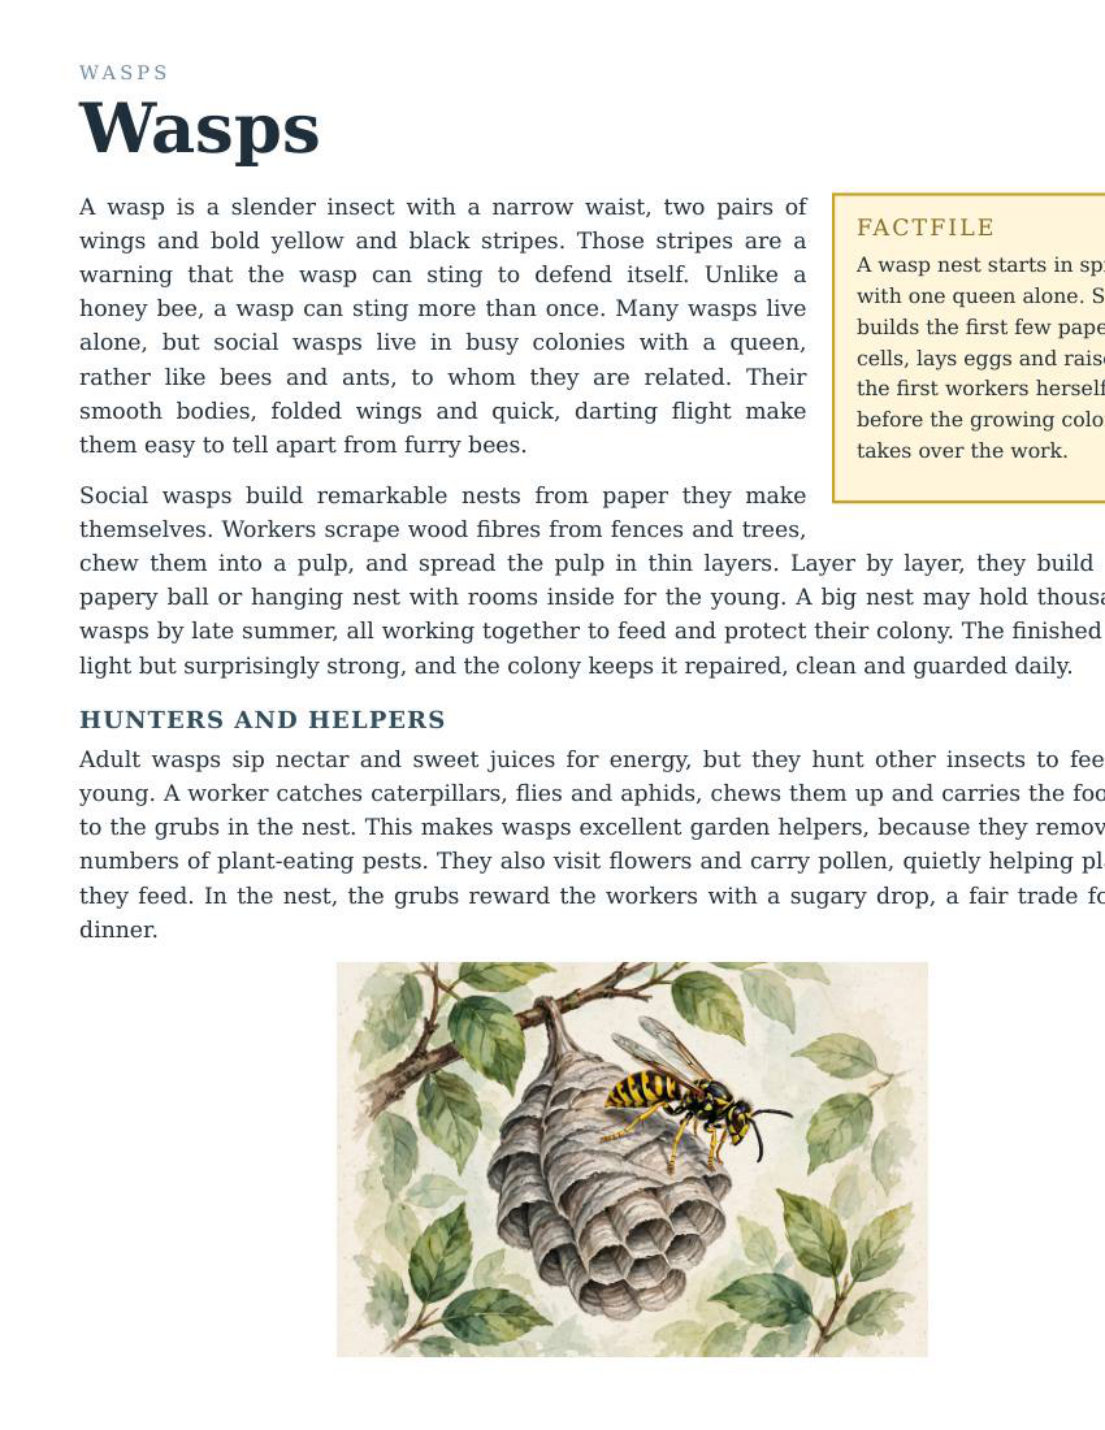 WASPS
Wasps
A wasp is a slender insect with a narrow waist, two pairs of
wings and bold yellow and black stripes. Those stripes are a
warning that the wasp can sting to defend itself. Unlike a
honey bee, a wasp can sting more than once. Many wasps live
alone, but social wasps live in busy colonies with a queen,
rather like bees and ants, to whom they are related. Their
smooth bodies, folded wings and quick, darting flight make
them easy to tell apart from furry bees.
FACTFILE
A wasp nest starts in
with one queen alone.
builds the first few
cells, lays eggs and
the first workers
before the growing
takes over the work.
Social wasps build remarkable nests from paper they make
themselves. Workers scrape wood fibres from fences and trees,
chew them into a pulp, and spread the pulp in thin layers. Layer by layer, they build
papery ball or hanging nest with rooms inside for the young. A big nest may hold
wasps by late summer, all working together to feed and protect their colony. The finished
light but surprisingly strong, and the colony keeps it repaired, clean and guarded daily.
HUNTERS AND HELPERS
Adult wasps sip nectar and sweet juices for energy, but they hunt other insects to
young. A worker catches caterpillars, flies and aphids, chews them up and carries the
to the grubs in the nest. This makes wasps excellent garden helpers, because they
numbers of plant-eating pests. They also visit flowers and carry pollen, quietly helping
they feed. In the nest, the grubs reward the workers with a sugary drop, a fair trade
dinner.